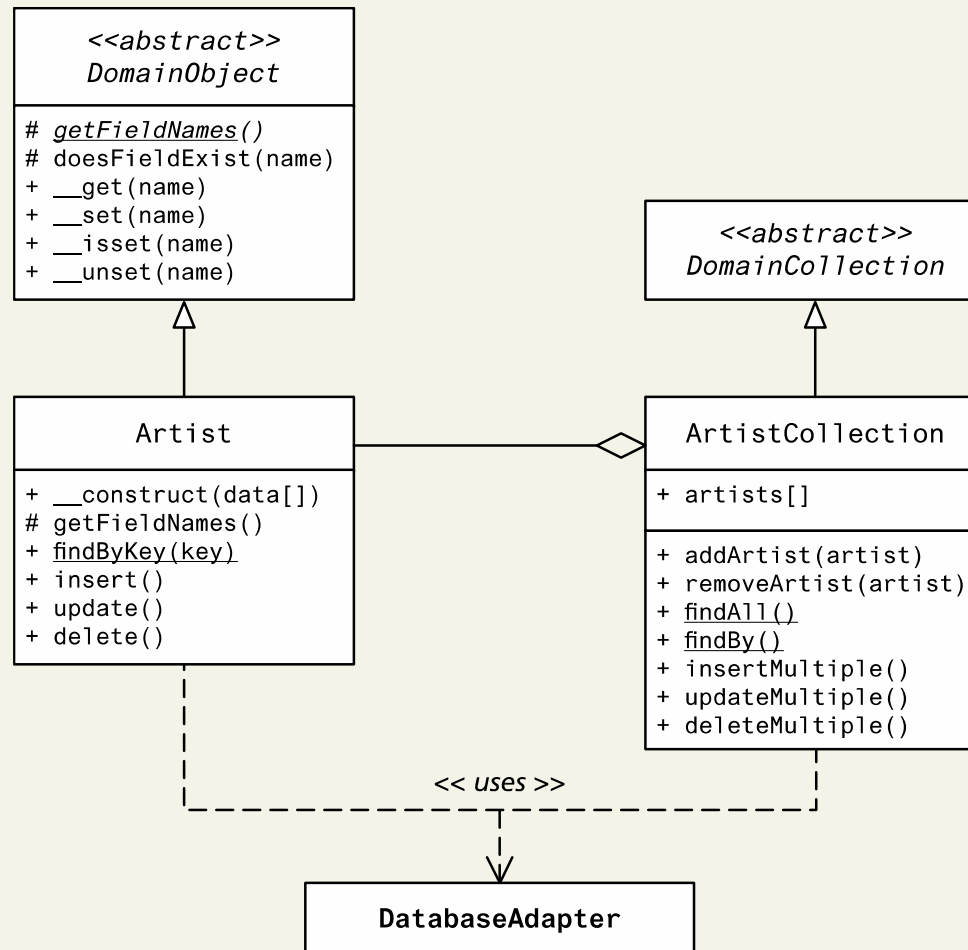 <<abstract>>
DomainObject
# getFieldNames()
# doesFieldExist(name)
+ __get(name)
+ __set(name)
+ __isset(name)
+ __unset(name)
<<abstract>>
DomainCollection
Artist
+ __construct(data[])
# getFieldNames()
+ findByKey(key)
+ insert()
+ update()
+ delete()
ArtistCollection
+ artists[]
+ addArtist(artist)
+ removeArtist(artist)
+ findAll()
+ findBy()
+ insertMultiple()
+ updateMultiple()
+ deleteMultiple()
<< uses >>
DatabaseAdapter